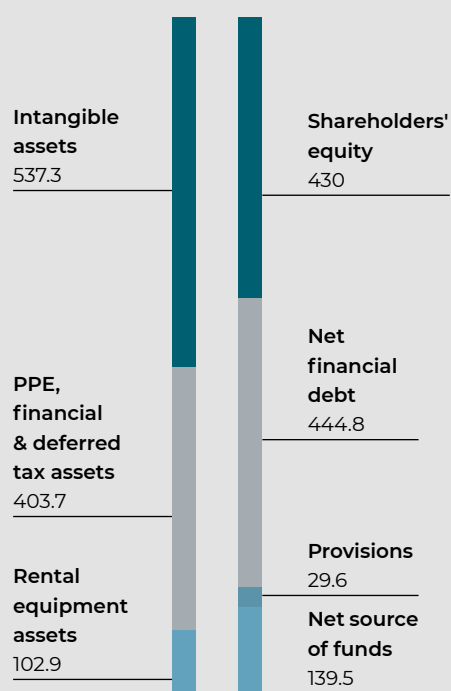 Intangible
assets
537.3
PPE,
financial
& deferred
tax assets
403.7
Rental
equipment
assets
102.9
Shareholders'
equity
430
Net
financial
debt
444.8
Provisions
29.6
Net source
of funds
139.5